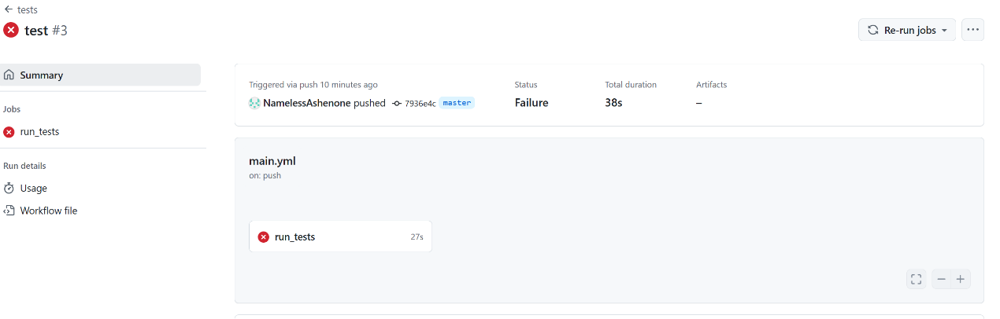 tests
test #3
Re-run jobs
Summary
Jobs
run_tests
Run details
Usage
Workflow file
Triggered via push 10 minutes ago
NamelessAshenone pushed 7936e4c master
Status
Failure
Total duration
38s
Artifacts
–
main.yml
on: push
run_tests 27s